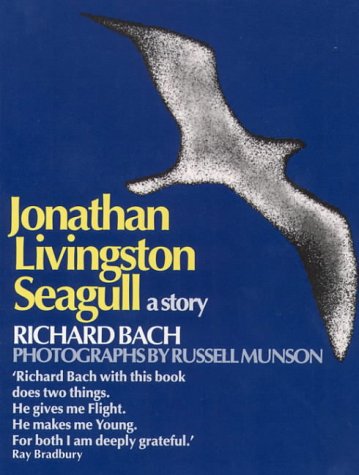 Jonathan
Livingston
Seagull a story
RICHARD BACH
PHOTOGRAPHS BY RUSSELL MUNSON
‘Richard Bach with this book
does two things.
He gives me Flight.
He makes me Young.
For both I am deeply grateful.’
Ray Bradbury